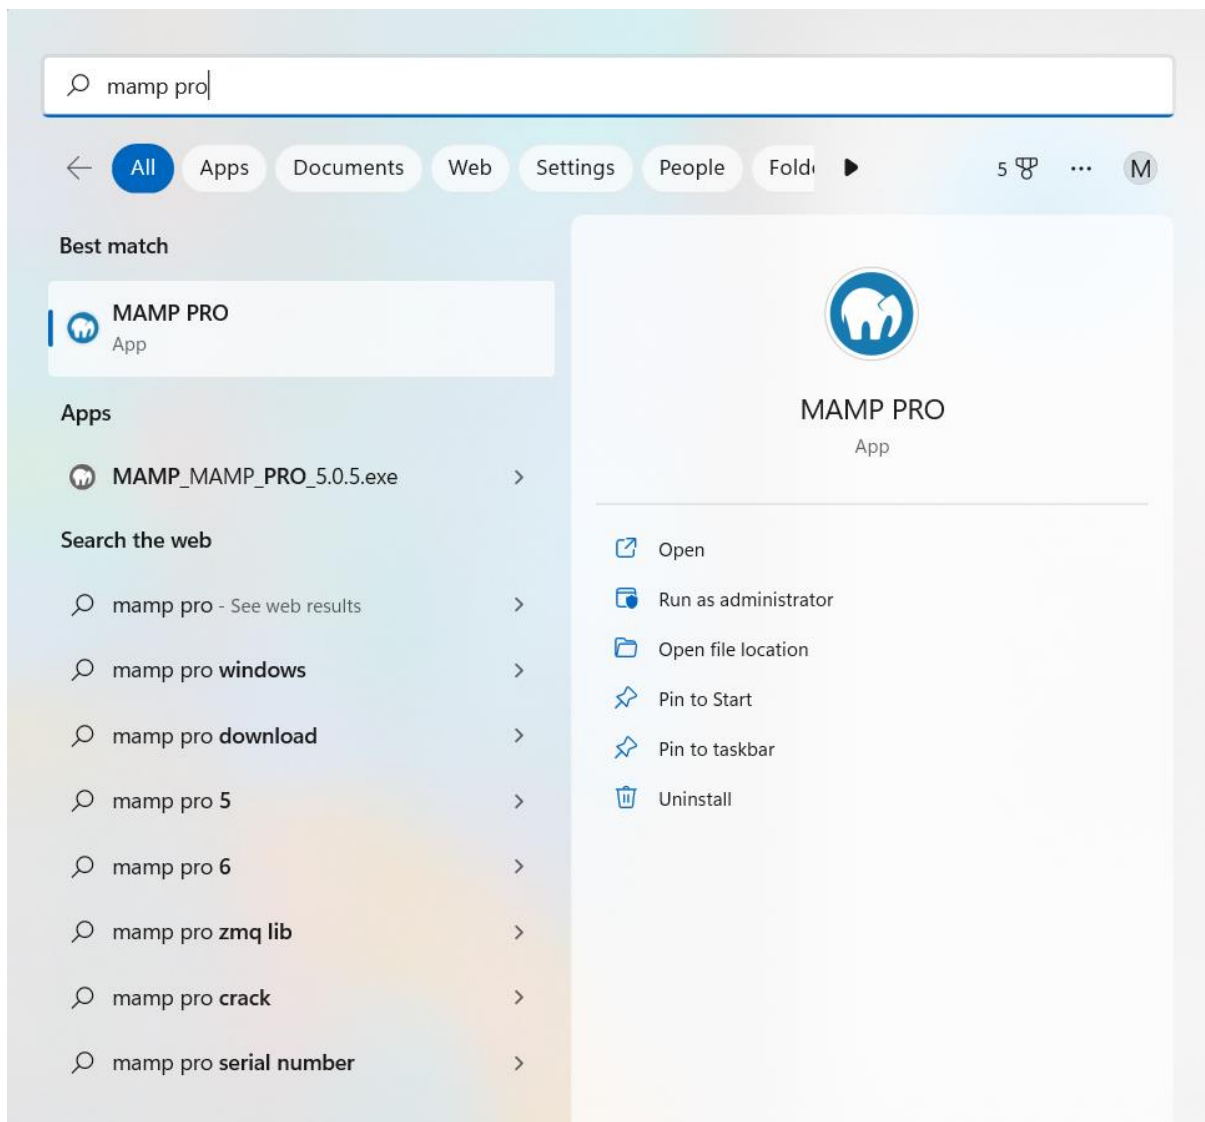 mamp pro
All Apps Documents Web Settings People Fold 5 M
Best match
MAMP PRO
App
Apps
MAMP_MAMP_PRO_5.0.5.exe
Search the web
mamp pro - See web results
mamp pro windows
mamp pro download
mamp pro 5
mamp pro 6
mamp pro zmq lib
mamp pro crack
mamp pro serial number
MAMP PRO
App
Open
Run as administrator
Open file location
Pin to Start
Pin to taskbar
Uninstall